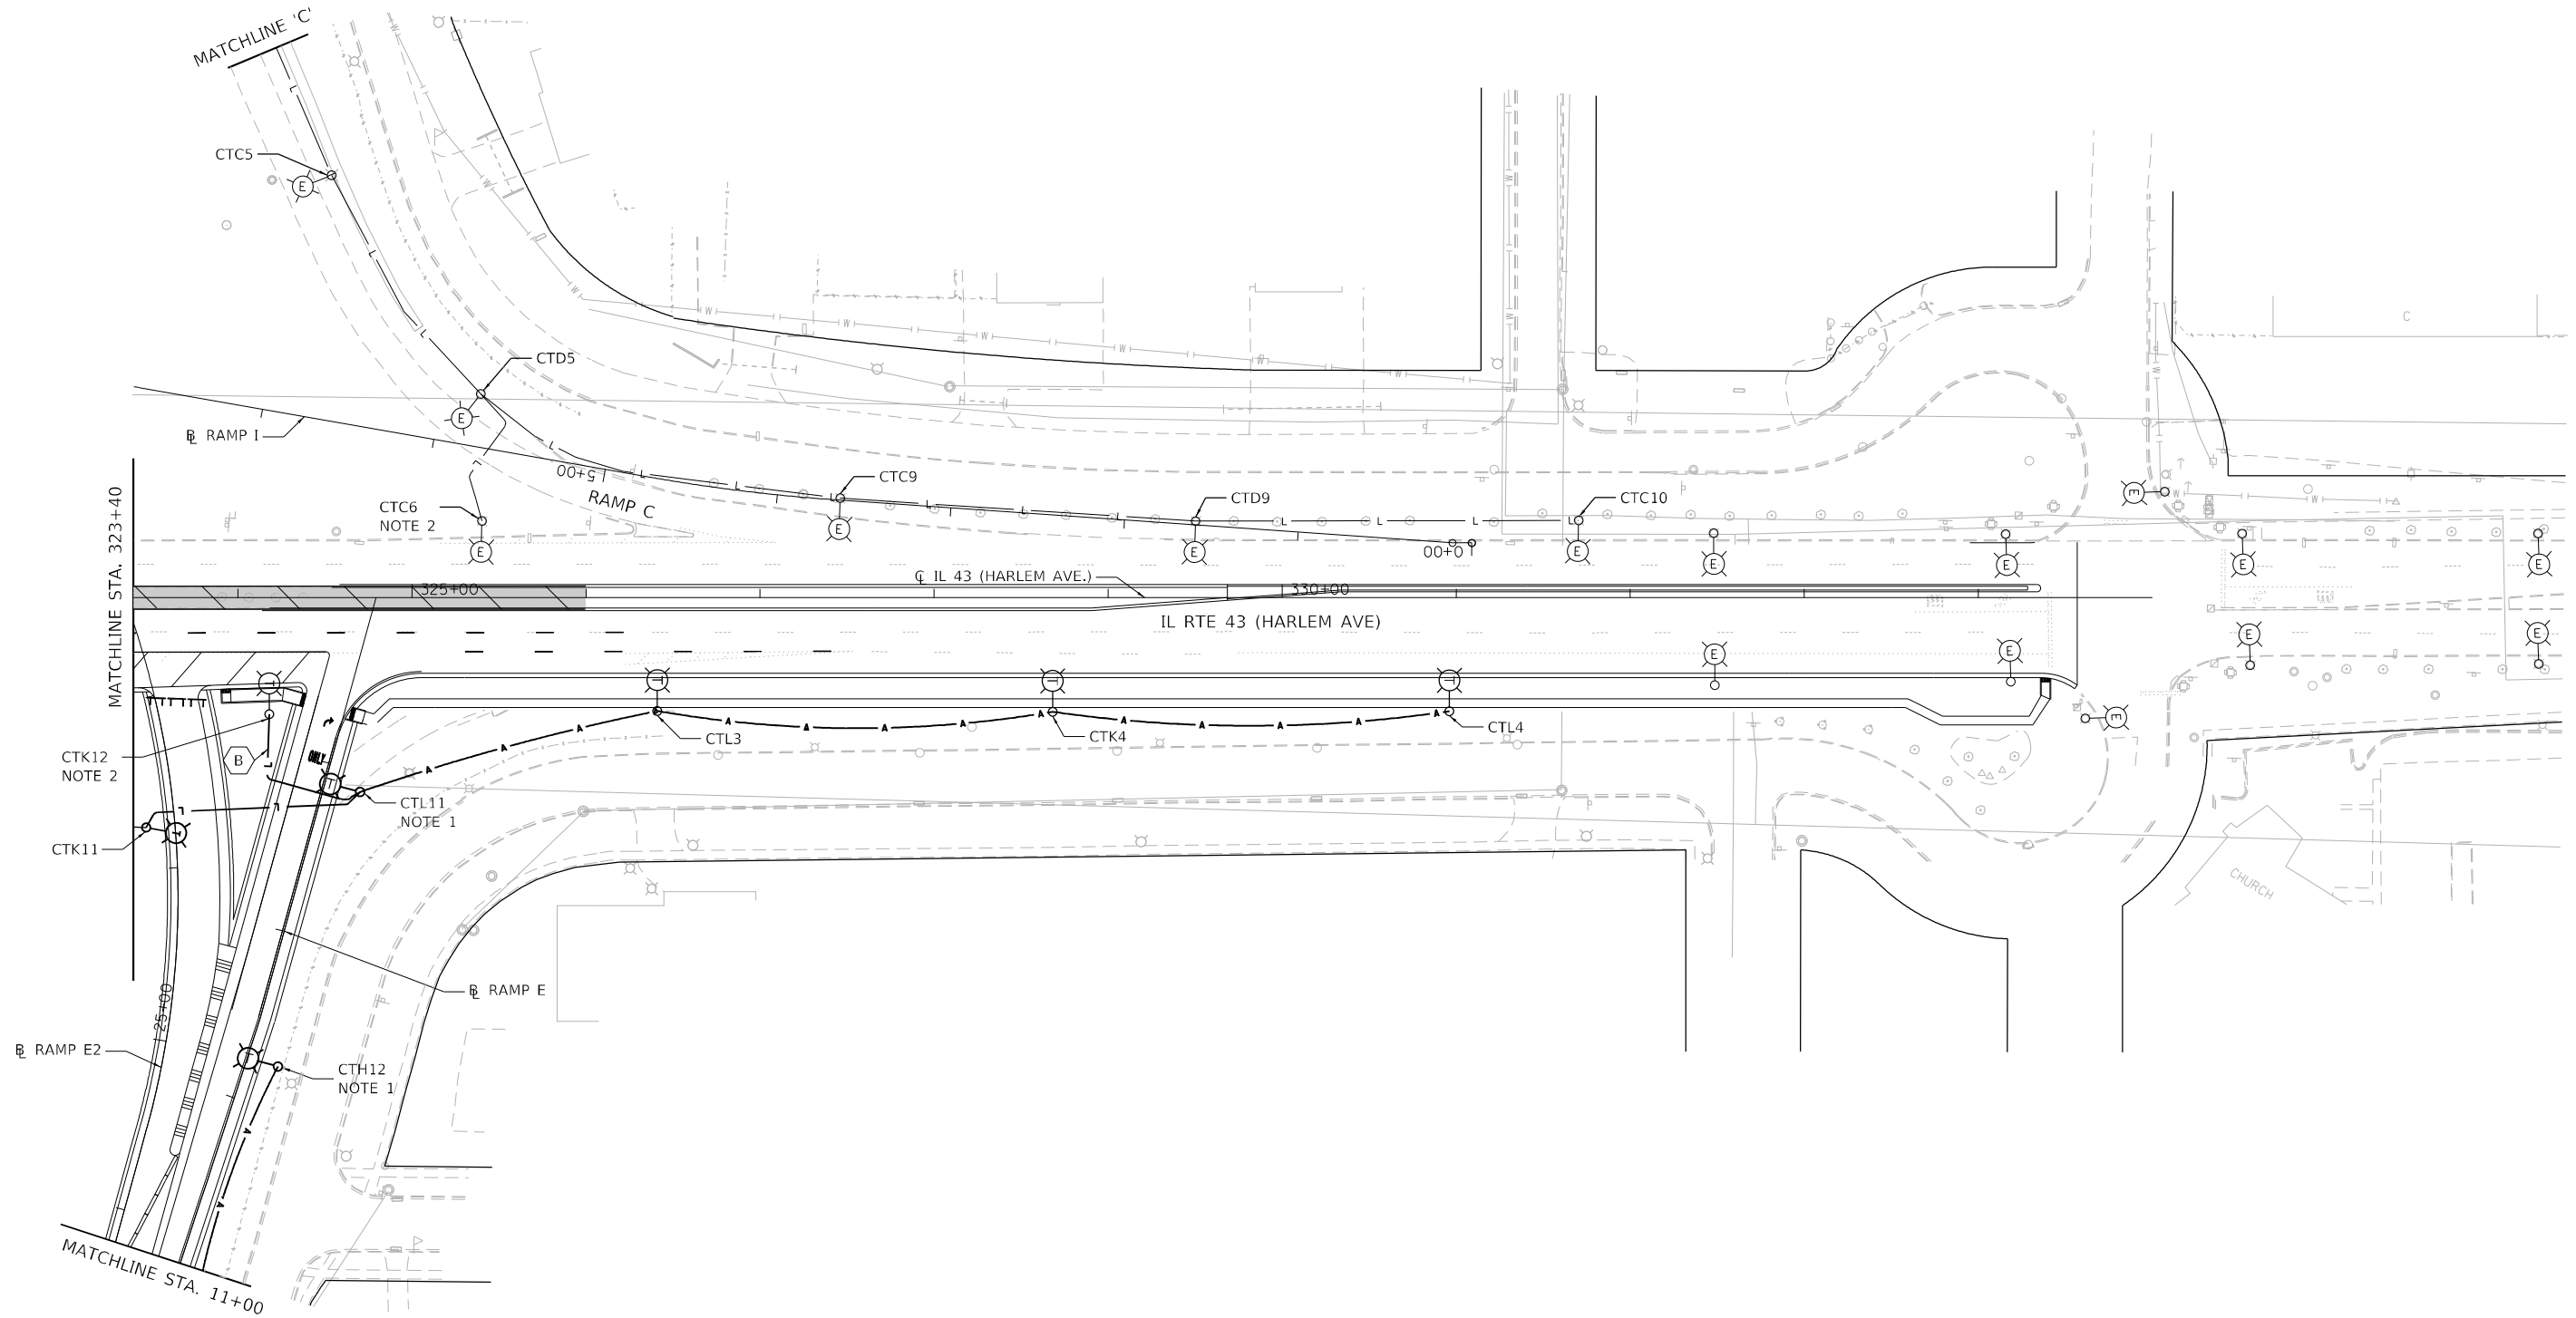 MATCHLINE 'C'
CTC5
CTD5
℄ RAMP I
15+00
RAMP C
CTC6
NOTE 2
CTC9
CTD9
CTC10
0+00
MATCHLINE STA. 323+40
325+00
℄ IL 43 (HARLEM AVE.)
330+00
IL RTE 43 (HARLEM AVE)
CTL3
CTK4
CTL4
CTK12
NOTE 2
B
ONLY
CTL11
NOTE 1
CTK11
CHURCH
℄ RAMP E
25+00
℄ RAMP E2
CTH12
NOTE 1
MATCHLINE STA. 11+00